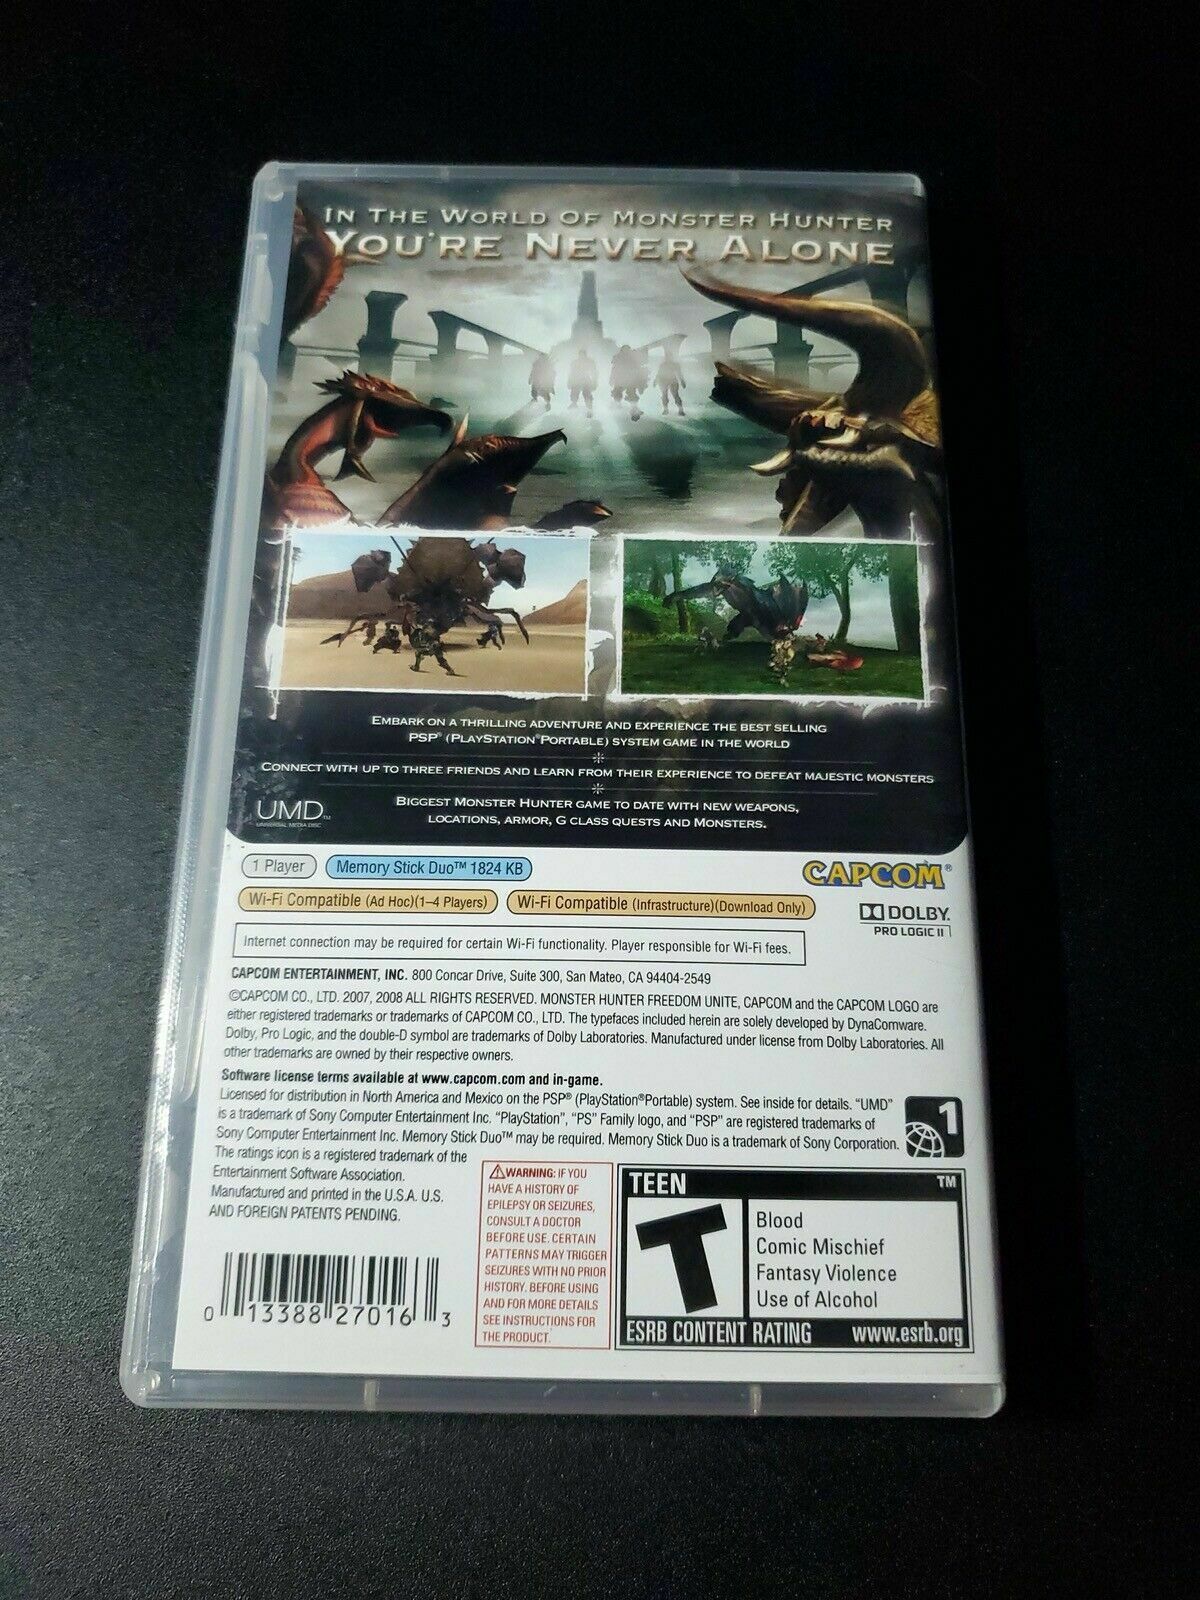 IN THE WORLD OF MONSTER HUNTER
YOU'RE NEVER ALONE
EMBARK ON A THRILLING ADVENTURE AND EXPERIENCE THE BEST SELLING
PSP® (PLAYSTATION®PORTABLE) SYSTEM GAME IN THE WORLD
CONNECT WITH UP TO THREE FRIENDS AND LEARN FROM THEIR EXPERIENCE TO DEFEAT MAJESTIC MONSTERS
BIGGEST MONSTER HUNTER GAME TO DATE WITH NEW WEAPONS,
LOCATIONS, ARMOR, G CLASS QUESTS AND MONSTERS.
UMD™
UNIVERSAL MEDIA DISC
1 Player
Memory Stick Duo™ 1824 KB
CAPCOM®
Wi-Fi Compatible (Ad Hoc)(1–4 Players)
Wi-Fi Compatible (Infrastructure)(Download Only)
DOLBY.
PRO LOGIC II
Internet connection may be required for certain Wi-Fi functionality. Player responsible for Wi-Fi fees.
CAPCOM ENTERTAINMENT, INC. 800 Concar Drive, Suite 300, San Mateo, CA 94404-2549
©CAPCOM CO., LTD. 2007, 2008 ALL RIGHTS RESERVED. MONSTER HUNTER FREEDOM UNITE, CAPCOM and the CAPCOM LOGO are
either registered trademarks or trademarks of CAPCOM CO., LTD. The typefaces included herein are solely developed by DynaComware.
Dolby, Pro Logic, and the double-D symbol are trademarks of Dolby Laboratories. Manufactured under license from Dolby Laboratories. All
other trademarks are owned by their respective owners.
Software license terms available at www.capcom.com and in-game.
Licensed for distribution in North America and Mexico on the PSP® (PlayStation®Portable) system. See inside for details. "UMD"
is a trademark of Sony Computer Entertainment Inc. "PlayStation", "PS" Family logo, and "PSP" are registered trademarks of
Sony Computer Entertainment Inc. Memory Stick Duo™ may be required. Memory Stick Duo is a trademark of Sony Corporation.
The ratings icon is a registered trademark of the
Entertainment Software Association.
Manufactured and printed in the U.S.A. U.S.
AND FOREIGN PATENTS PENDING.
1
0 13388 27016 3
WARNING: IF YOU
HAVE A HISTORY OF
EPILEPSY OR SEIZURES,
CONSULT A DOCTOR
BEFORE USE. CERTAIN
PATTERNS MAY TRIGGER
SEIZURES WITH NO PRIOR
HISTORY. BEFORE USING
AND FOR MORE DETAILS
SEE INSTRUCTIONS FOR
THE PRODUCT.
TEEN ™
T
Blood
Comic Mischief
Fantasy Violence
Use of Alcohol
ESRB CONTENT RATING www.esrb.org